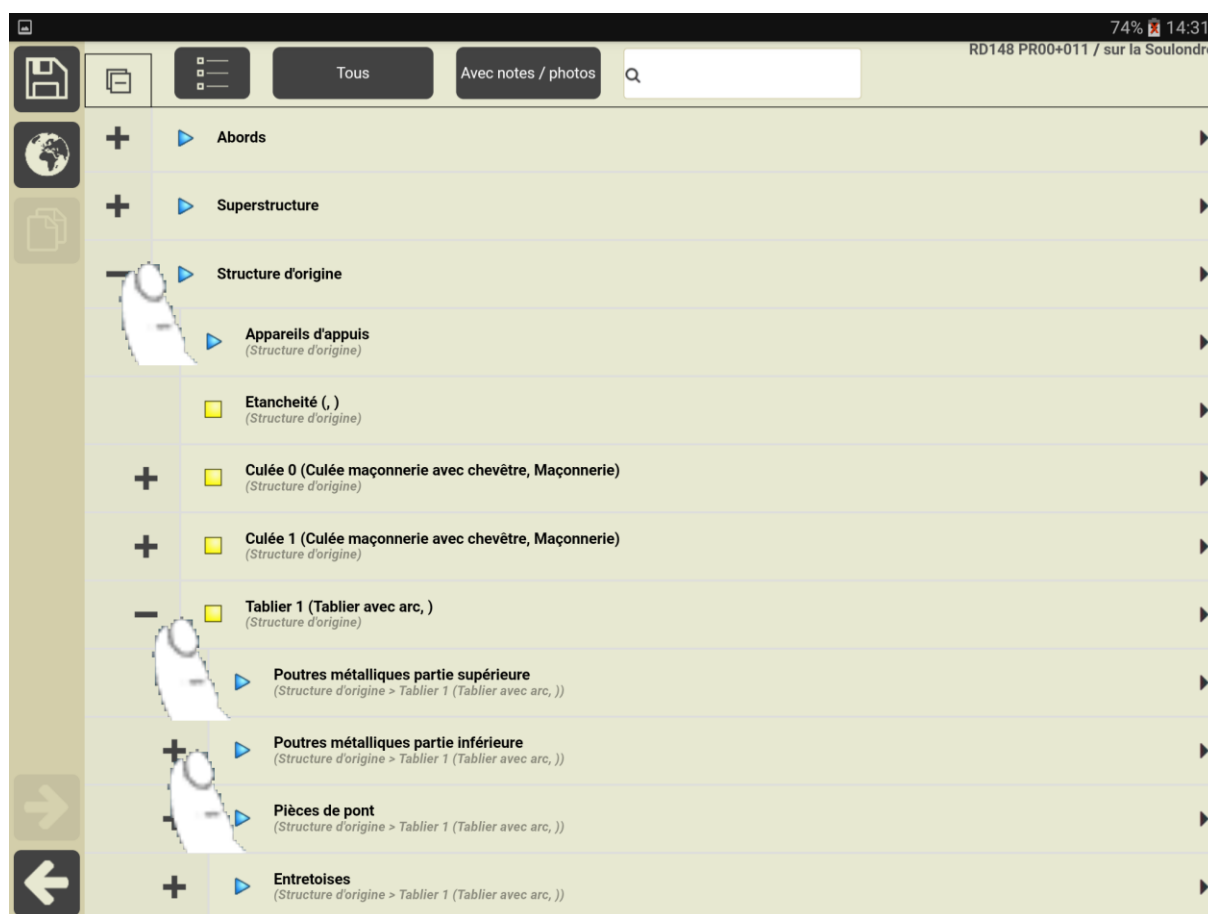 74% 14:31
RD148 PR00+011 / sur la Soulondre
Tous
Avec notes / photos
Abords
Superstructure
Structure d'origine
Appareils d'appuis
(Structure d'origine)
Etancheité (, )
(Structure d'origine)
Culée 0 (Culée maçonnerie avec chevêtre, Maçonnerie)
(Structure d'origine)
Culée 1 (Culée maçonnerie avec chevêtre, Maçonnerie)
(Structure d'origine)
Tablier 1 (Tablier avec arc, )
(Structure d'origine)
Poutres métalliques partie supérieure
(Structure d'origine > Tablier 1 (Tablier avec arc, ))
Poutres métalliques partie inférieure
(Structure d'origine > Tablier 1 (Tablier avec arc, ))
Pièces de pont
(Structure d'origine > Tablier 1 (Tablier avec arc, ))
Entretoises
(Structure d'origine > Tablier 1 (Tablier avec arc, ))